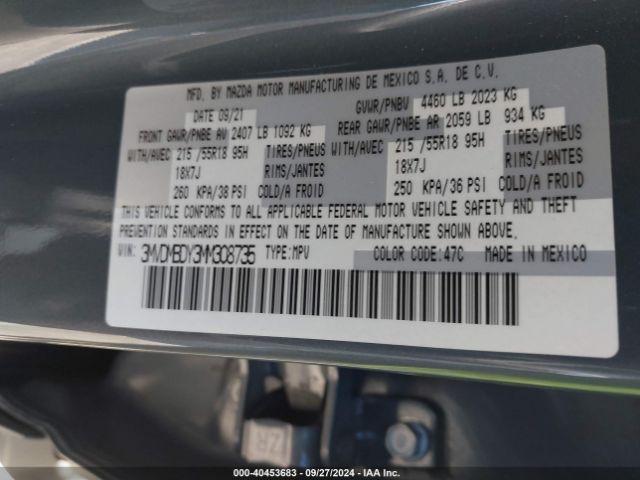 MFD. BY MAZDA MOTOR MANUFACTURING DE MEXICO S.A. DE C.V.
DATE 09/21 GVWR/PNBV 4460 LB 2023 KG
FRONT GAWR/PNBE AV 2407 LB 1092 KG REAR GAWR/PNBE AR 2059 LB 934 KG
WITH/AVEC 215 /55R18 95H TIRES/PNEUS WITH/AVEC 215 /55R18 95H TIRES/PNEUS
18X7J RIMS/JANTES 18X7J RIMS/JANTES
260 KPA/38 PSI COLD/A FROID 250 KPA/36 PSI COLD/A FROID
THIS VEHICLE CONFORMS TO ALL APPLICABLE FEDERAL MOTOR VEHICLE SAFETY AND THEFT
PREVENTION STANDARDS IN EFFECT ON THE DATE OF MANUFACTURE SHOWN ABOVE.
VIN: 3MVDMBDY3MM308735 TYPE:MPV COLOR CODE:47C MADE IN MEXICO
ZR
000-40453683 - 09/27/2024 - IAA Inc.